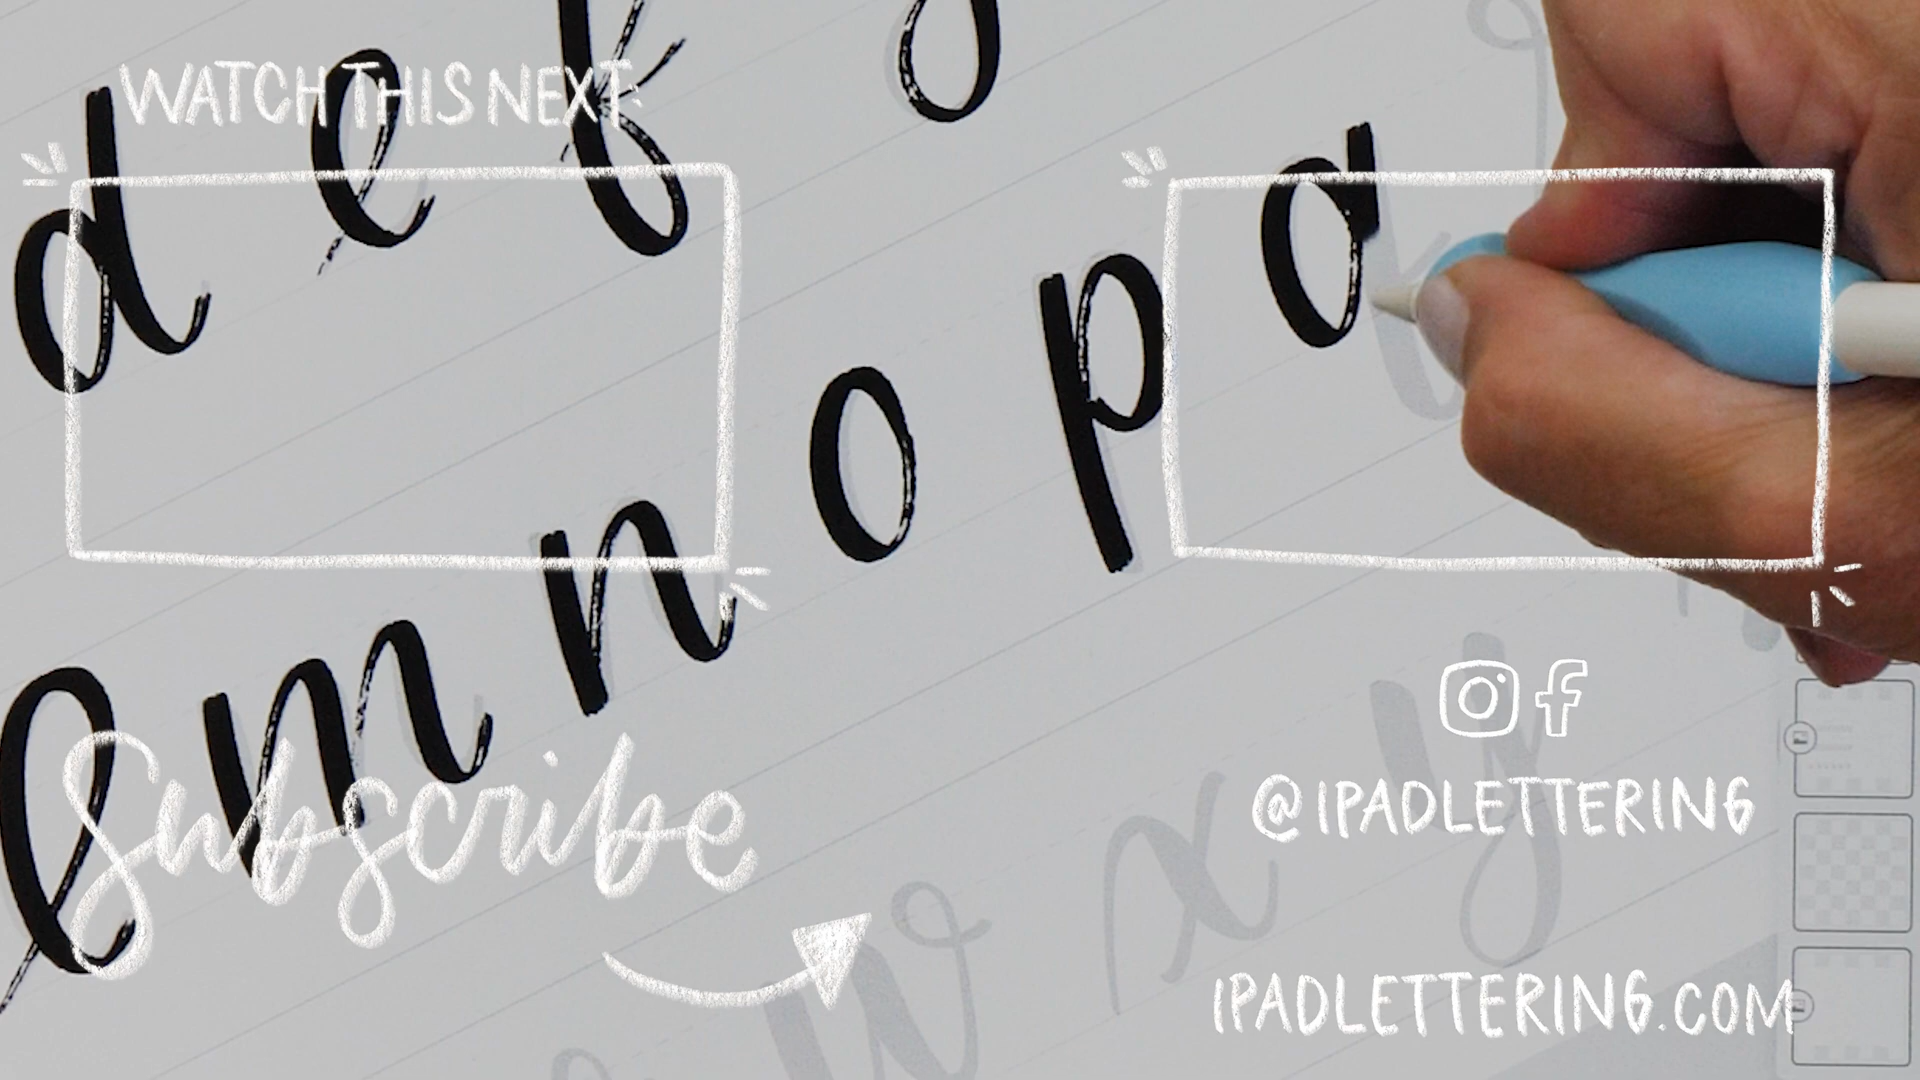 WATCH THIS NEXT:
d e f
l m n o p a
Subscribe
w x y
@IPADLETTERING
IPADLETTERING.COM